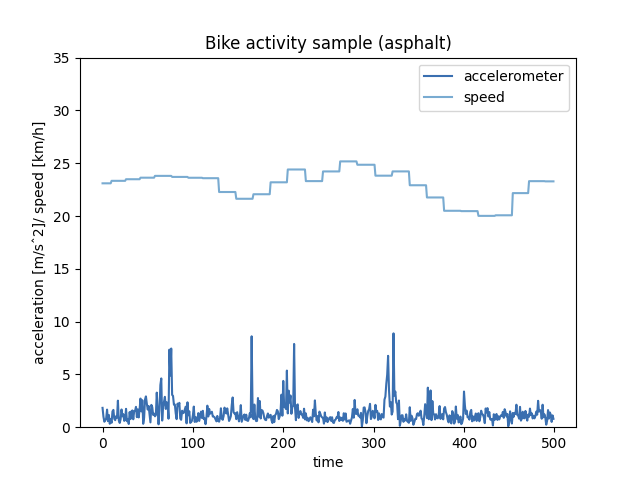 Bike activity sample (asphalt)
accelerometer
speed
35
30
25
20
15
10
5
0
acceleration [m/s^2]/ speed [km/h]
0 100 200 300 400 500
time